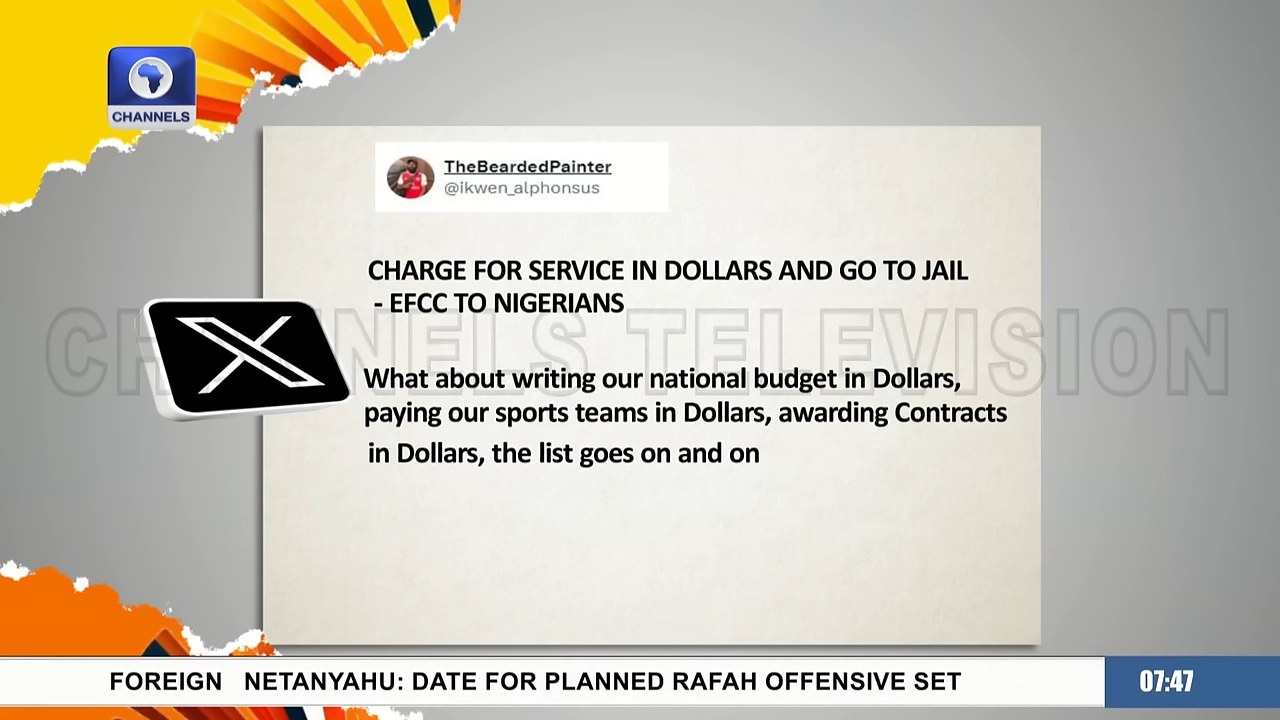 CHANNELS
TheBeardedPainter
@ikwen_alphonsus
CHARGE FOR SERVICE IN DOLLARS AND GO TO JAIL
- EFCC TO NIGERIANS
CHANNELS TELEVISION
What about writing our national budget in Dollars,
paying our sports teams in Dollars, awarding Contracts
in Dollars, the list goes on and on
FOREIGN NETANYAHU: DATE FOR PLANNED RAFAH OFFENSIVE SET
07:47